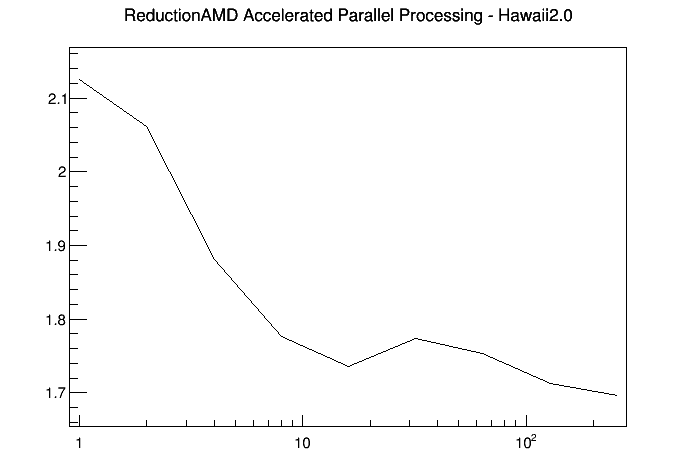 ReductionAMD Accelerated Parallel Processing - Hawaii2.0
2.1
2
1.9
1.8
1.7
1 10 10²